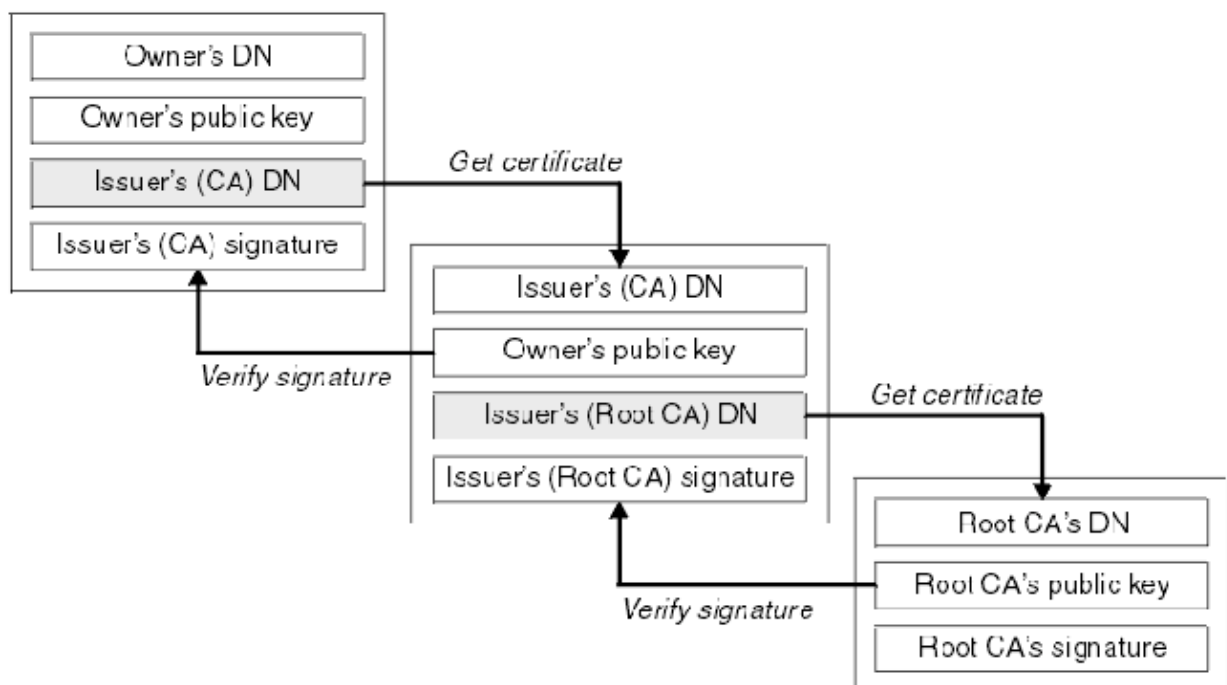 Owner's DN
Owner's public key
Issuer's (CA) DN
Issuer's (CA) signature
Get certificate
Verify signature
Issuer's (CA) DN
Owner's public key
Issuer's (Root CA) DN
Issuer's (Root CA) signature
Get certificate
Verify signature
Root CA's DN
Root CA's public key
Root CA's signature